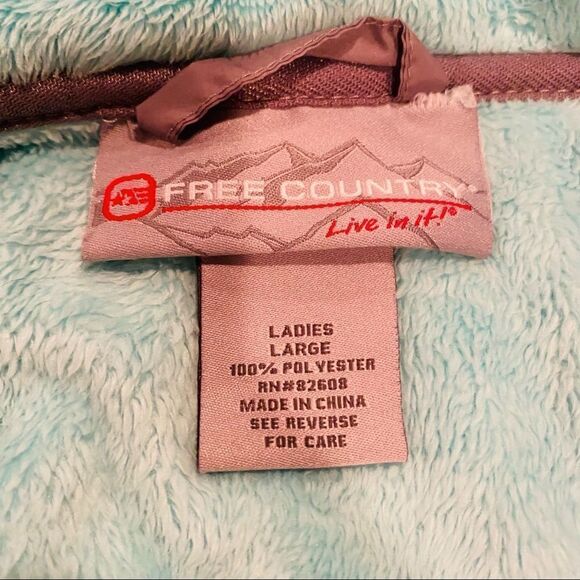 FREE COUNTRY®
Live in it!®
LADIES
LARGE
100% POLYESTER
RN#82608
MADE IN CHINA
SEE REVERSE
FOR CARE